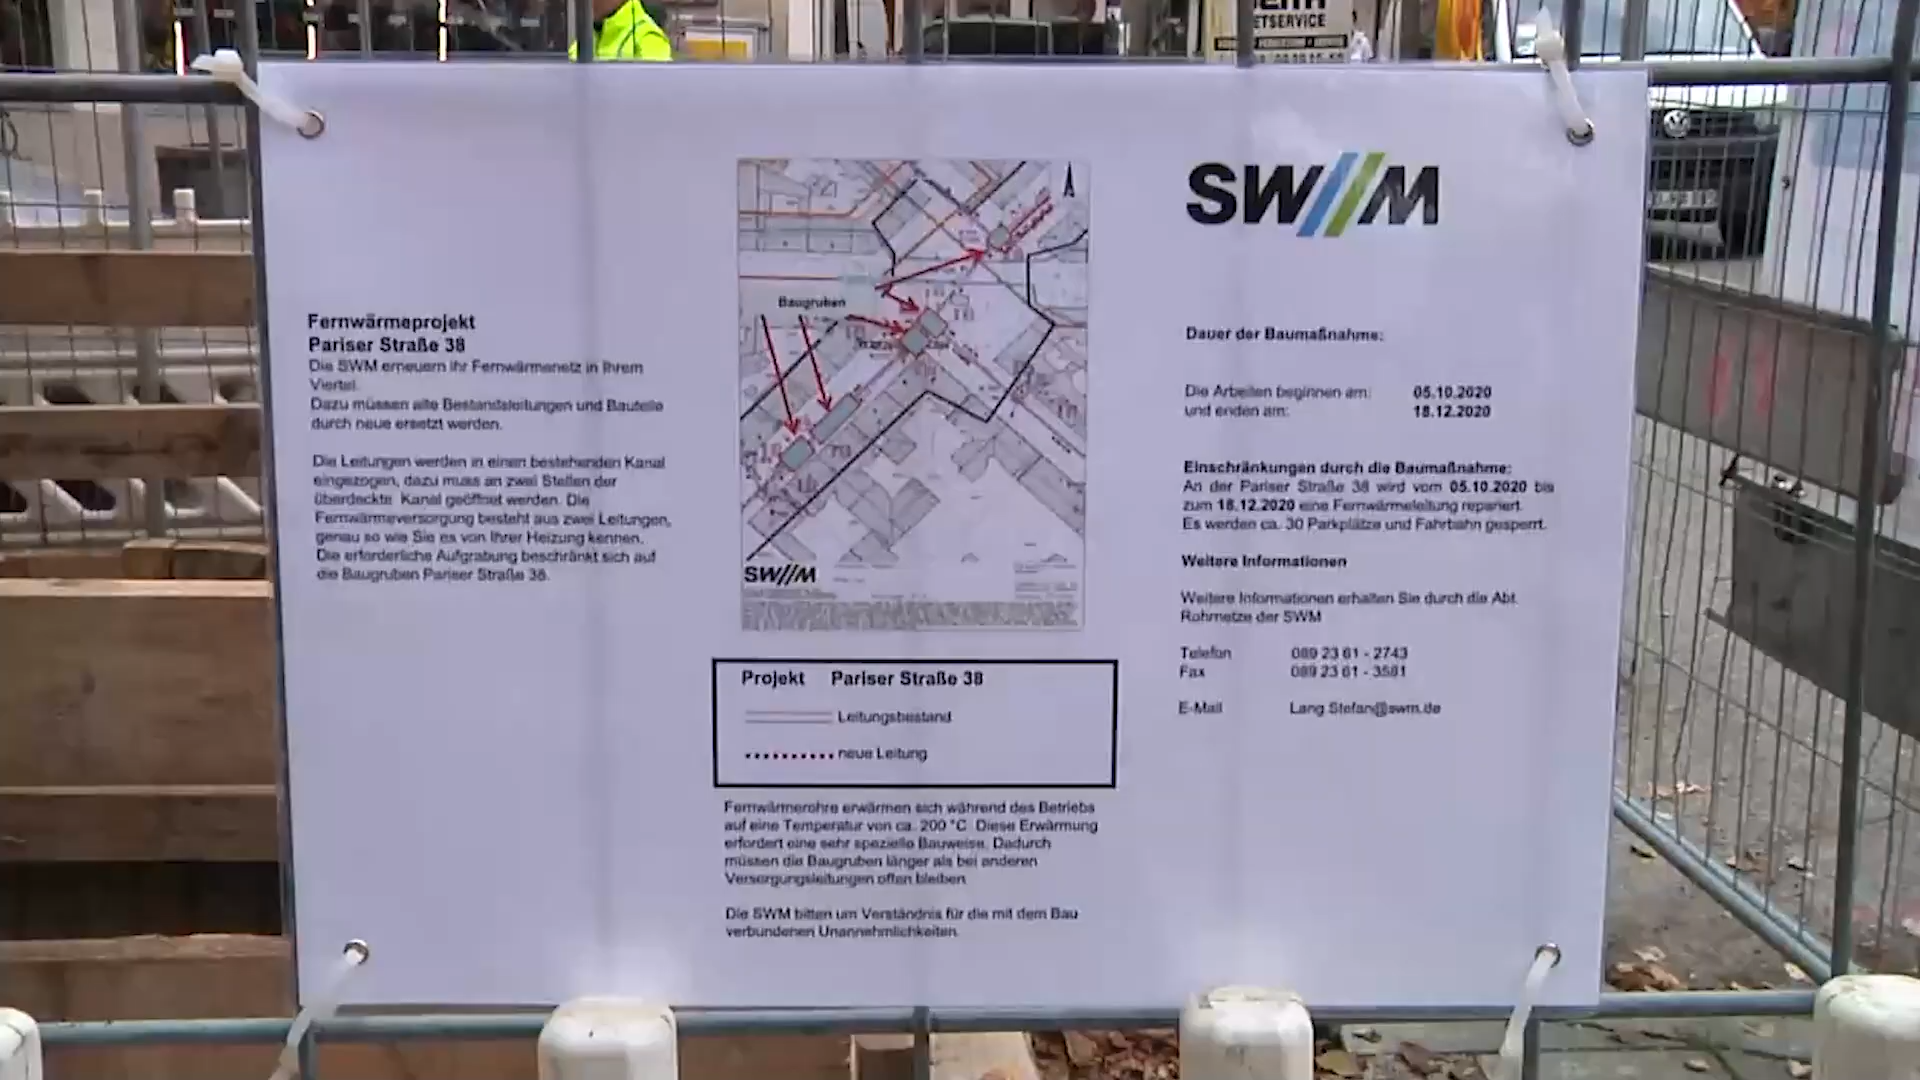 ETSERVICE
SWM
Fernwärmeprojekt
Pariser Straße 38
Die SWM erneuern ihr Fernwärmenetz in Ihrem
Viertel.
Dazu müssen alte Bestandsleitungen und Bauteile
durch neue ersetzt werden.
Die Leitungen werden in einen bestehenden Kanal
eingezogen, dazu muss an zwei Stellen der
überdeckte Kanal geöffnet werden. Die
Fernwärmeversorgung besteht aus zwei Leitungen,
genau so wie Sie es von Ihrer Heizung kennen.
Die erforderliche Aufgrabung beschränkt sich auf
die Baugruben Pariser Straße 38.
Baugruben
SWM
Projekt Pariser Straße 38
Leitungsbestand
neue Leitung
Fernwärmerohre erwärmen sich während des Betriebs
auf eine Temperatur von ca. 200 °C. Diese Erwärmung
erfordert eine sehr spezielle Bauweise. Dadurch
müssen die Baugruben länger als bei anderen
Versorgungsleitungen offen bleiben.
Die SWM bitten um Verständnis für die mit dem Bau
verbundenen Unannehmlichkeiten.
Dauer der Baumaßnahme:
Die Arbeiten beginnen am: 05.10.2020
und enden am: 18.12.2020
Einschränkungen durch die Baumaßnahme:
An der Pariser Straße 38 wird vom 05.10.2020 bis
zum 18.12.2020 eine Fernwärmeleitung repariert.
Es werden ca. 30 Parkplätze und Fahrbahn gesperrt.
Weitere Informationen
Weitere Informationen erhalten Sie durch die Abt.
Rohrnetze der SWM
Telefon 089 23 61 - 2743
Fax 089 23 61 - 3581
E-Mail Lang.Stefan@swm.de